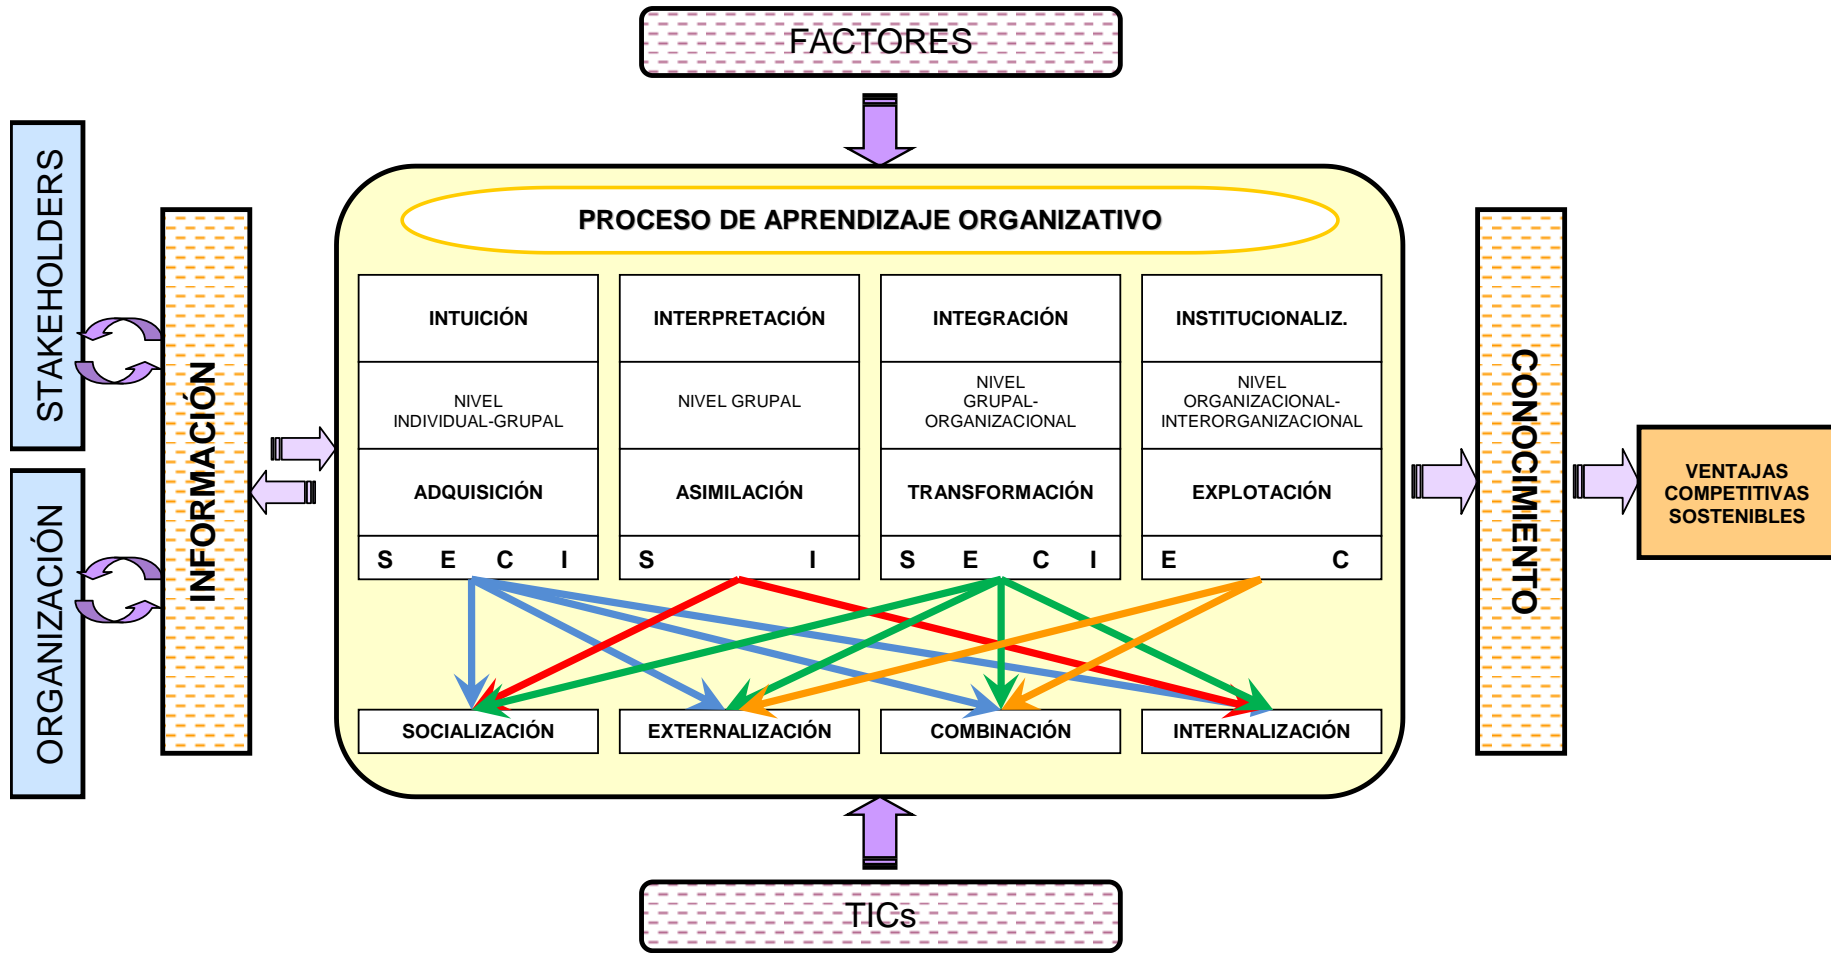 FACTORES
STAKEHOLDERS
ORGANIZACIÓN
INFORMACIÓN
PROCESO DE APRENDIZAJE ORGANIZATIVO
INTUICIÓN
NIVEL
INDIVIDUAL-GRUPAL
ADQUISICIÓN
S E C I
INTERPRETACIÓN
NIVEL GRUPAL
ASIMILACIÓN
S I
INTEGRACIÓN
NIVEL
GRUPAL-
ORGANIZACIONAL
TRANSFORMACIÓN
S E C I
INSTITUCIONALIZ.
NIVEL
ORGANIZACIONAL-
INTERORGANIZACIONAL
EXPLOTACIÓN
E C
SOCIALIZACIÓN
EXTERNALIZACIÓN
COMBINACIÓN
INTERNALIZACIÓN
CONOCIMIENTO
VENTAJAS
COMPETITIVAS
SOSTENIBLES
TICs